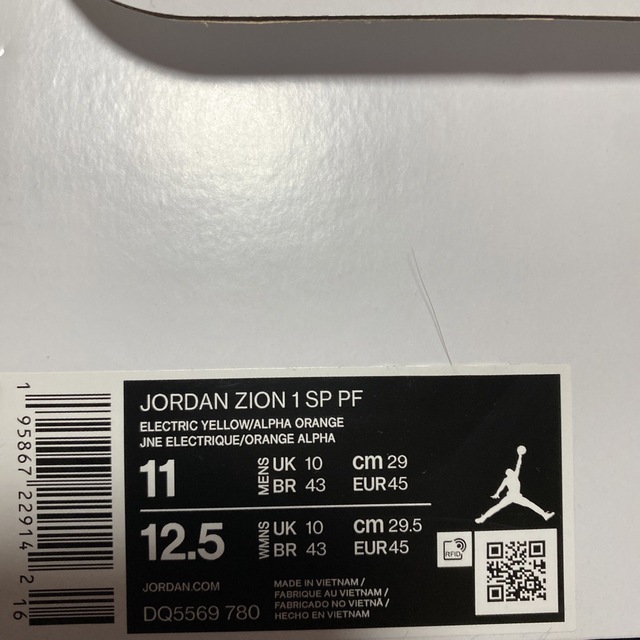 JORDAN ZION 1 SP PF
ELECTRIC YELLOW/ALPHA ORANGE
JNE ELECTRIQUE/ORANGE ALPHA
11 MENS UK 10 cm 29
BR 43 EUR 45
12.5 WMNS UK 10 cm 29.5
BR 43 EUR 45
RFID
JORDAN.COM
DQ5569 780
MADE IN VIETNAM /
FABRIQUE AU VIETNAM /
FABRICADO NO VIETNÃ /
HECHO EN VIETNAM
1 95867 22914 2 16